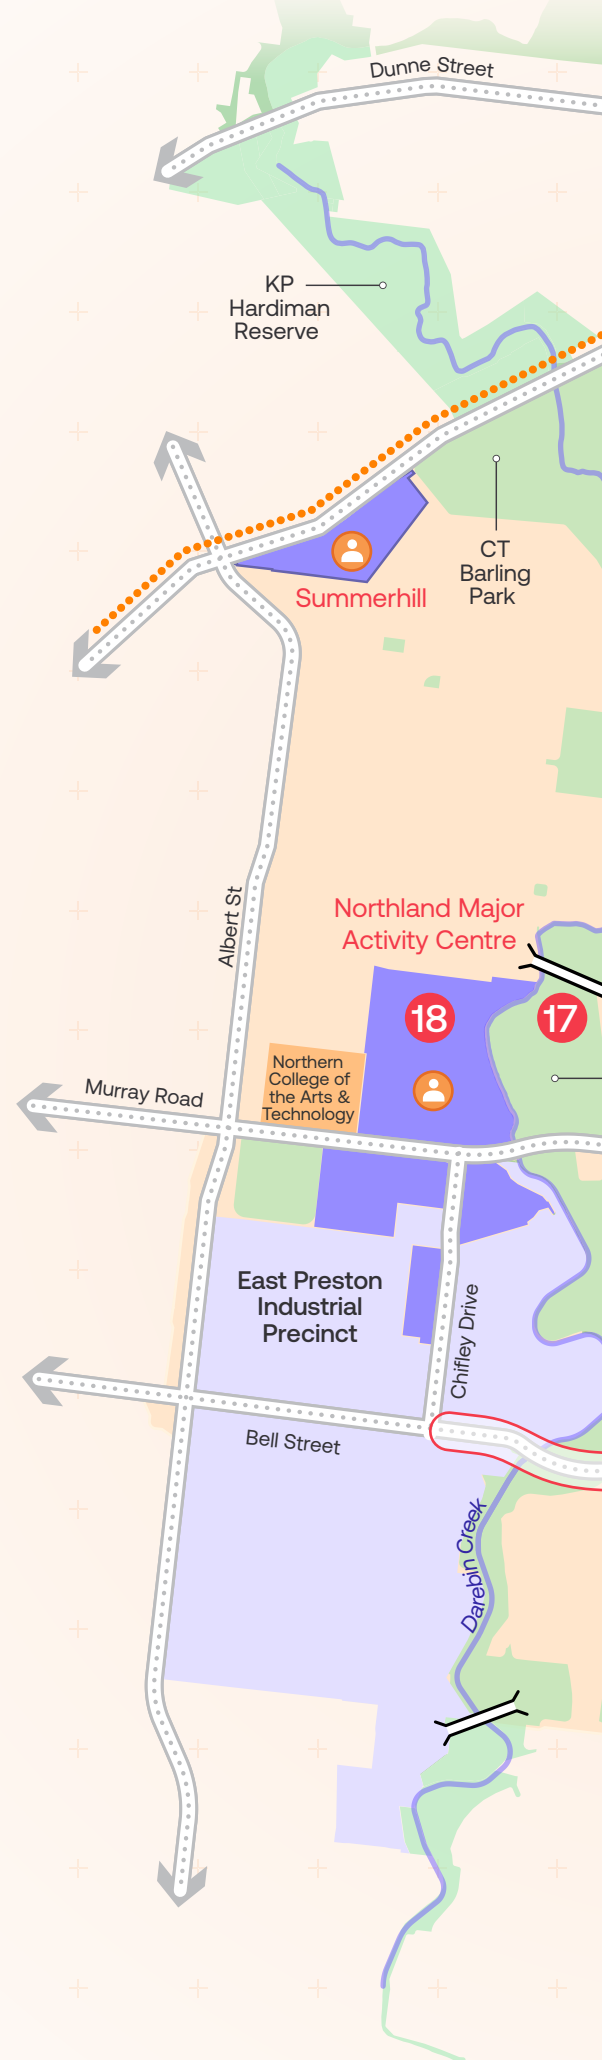 Dunne Street
KP
Hardiman
Reserve
CT
Barling
Park
Summerhill
Northland Major
Activity Centre
Albert St
18
17
Northern
College of
the Arts &
Technology
Murray Road
East Preston
Industrial
Precinct
Chifley Drive
Bell Street
Darebin Creek